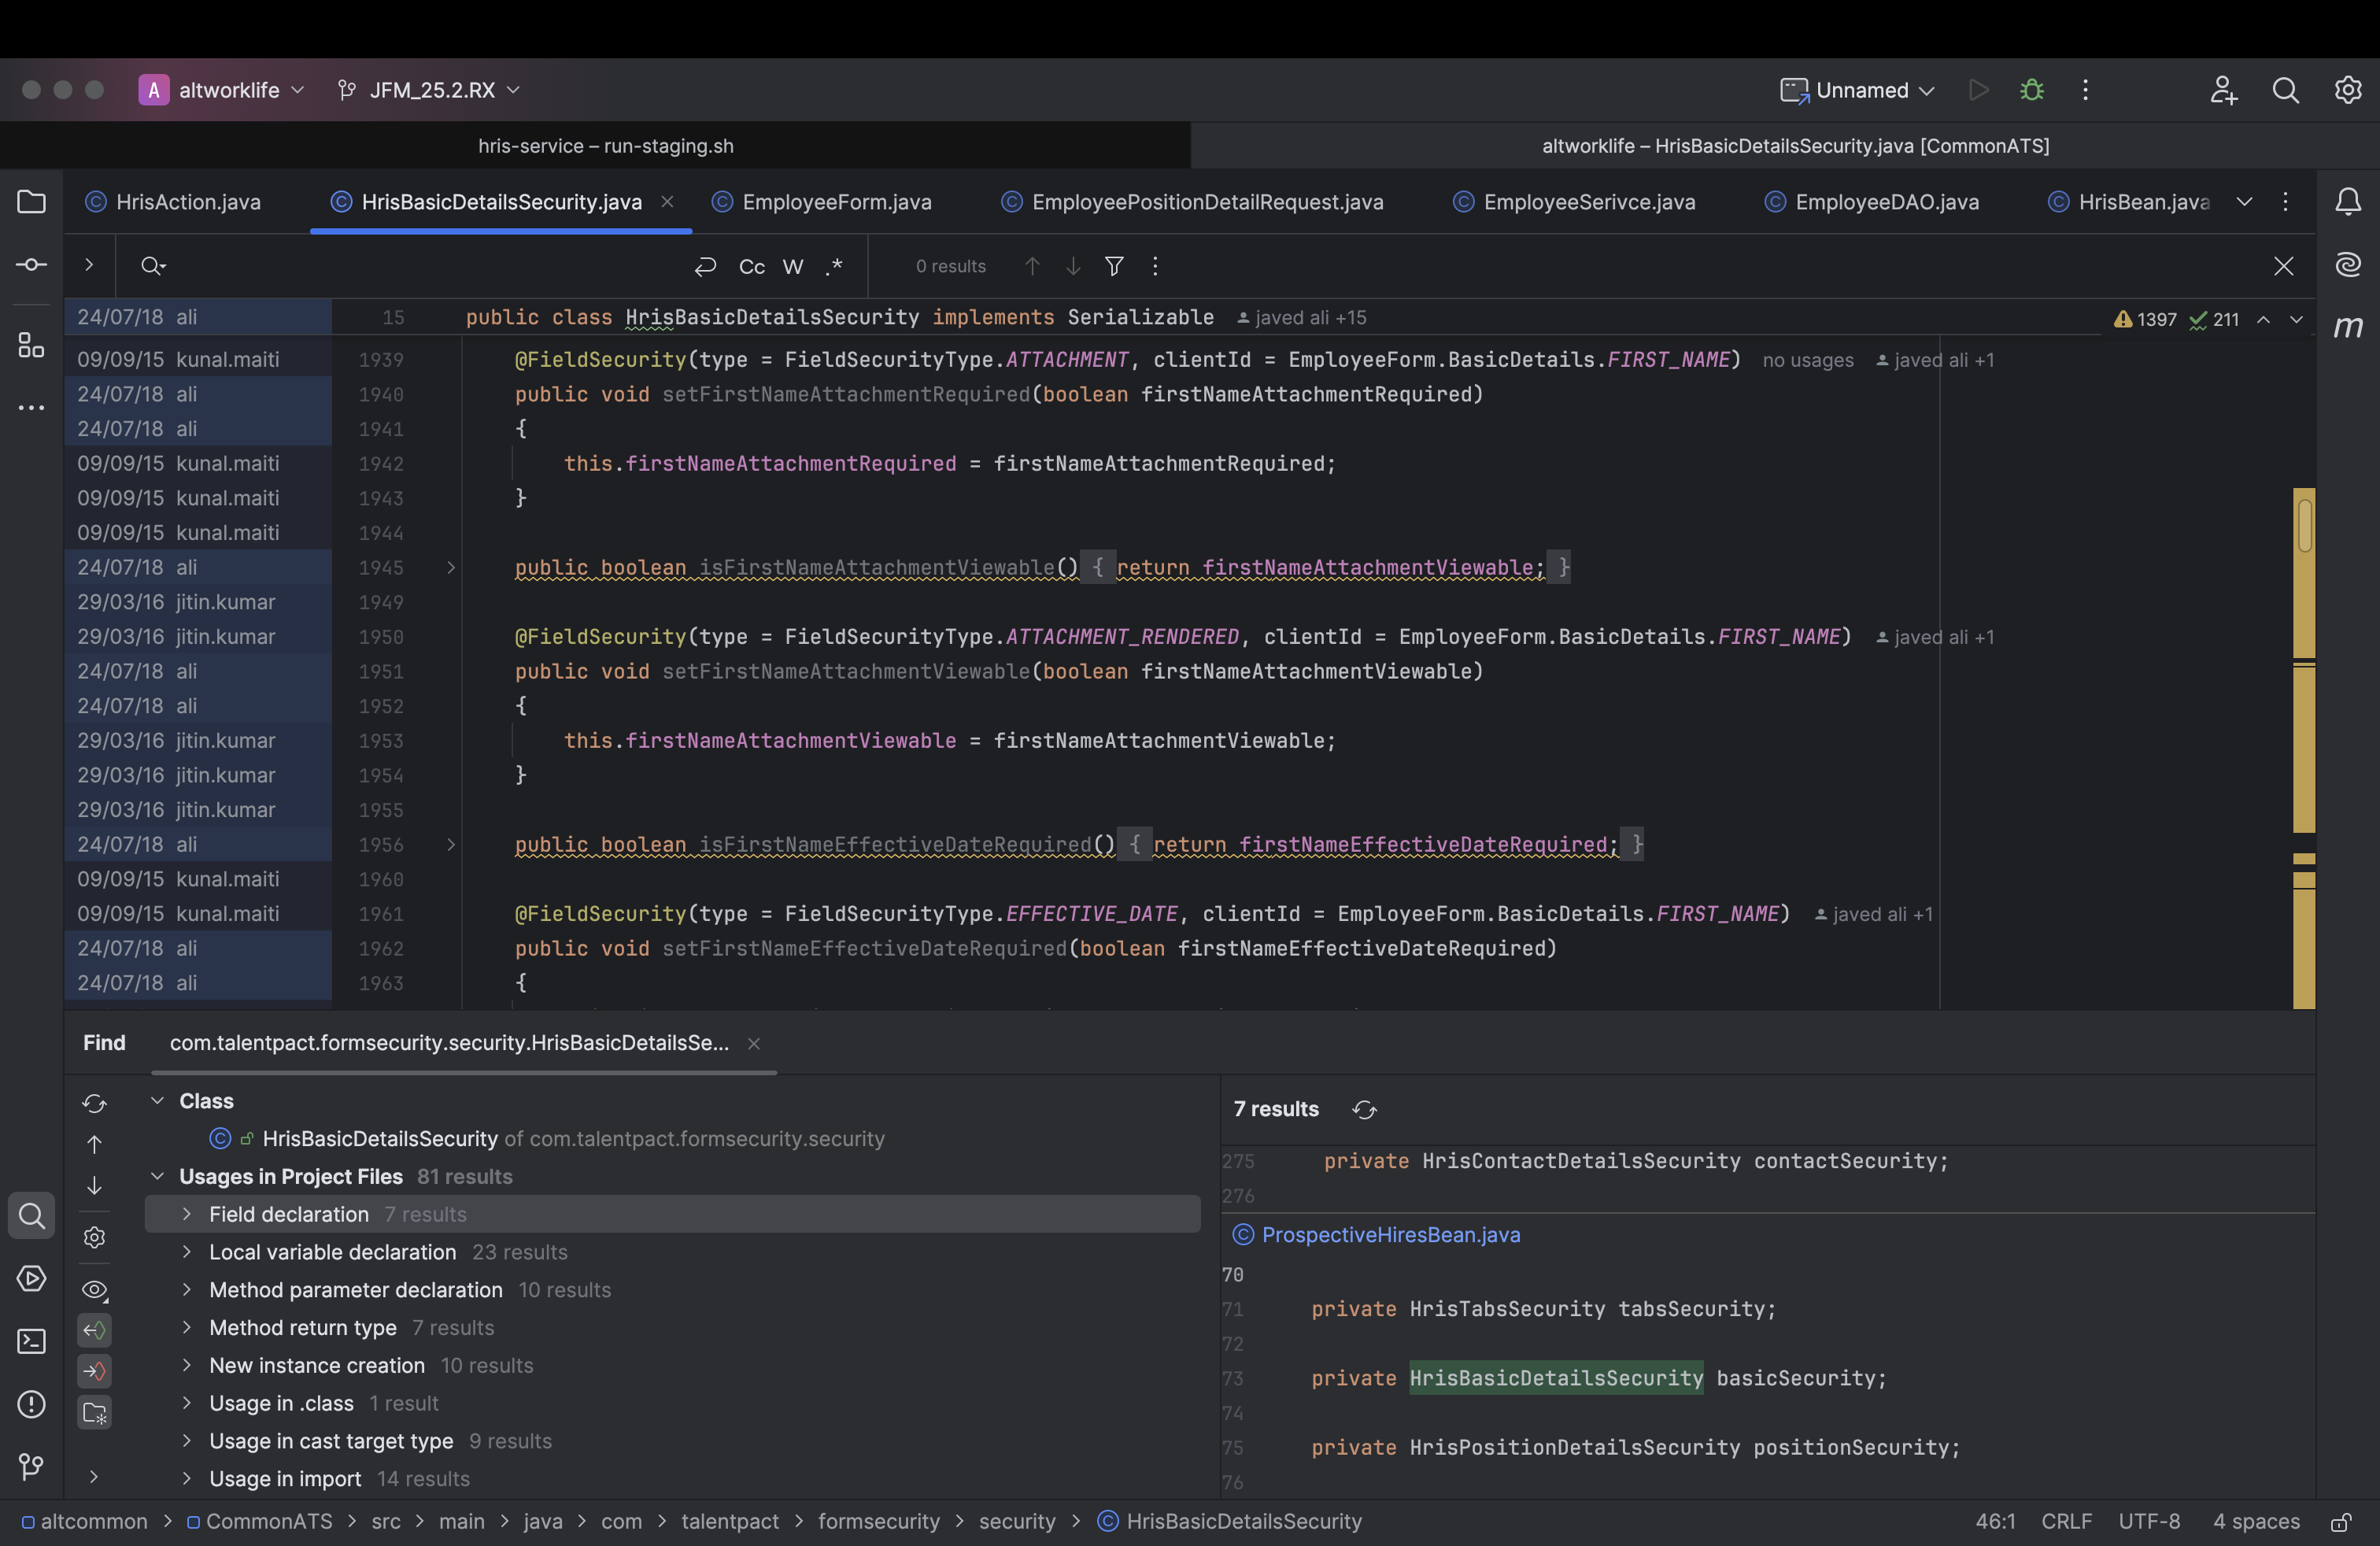 A altworklife JFM_25.2.RX Unnamed
hris-service – run-staging.sh altworklife – HrisBasicDetailsSecurity.java [CommonATS]
HrisAction.java HrisBasicDetailsSecurity.java EmployeeForm.java EmployeePositionDetailRequest.java EmployeeSerivce.java EmployeeDAO.java HrisBean.java
Cc W .* 0 results
24/07/18 ali 15 public class HrisBasicDetailsSecurity implements Serializable javed ali +15 1397 211
09/09/15 kunal.maiti 1939 @FieldSecurity(type = FieldSecurityType.ATTACHMENT, clientId = EmployeeForm.BasicDetails.FIRST_NAME) no usages javed ali +1
24/07/18 ali 1940 public void setFirstNameAttachmentRequired(boolean firstNameAttachmentRequired)
24/07/18 ali 1941 {
09/09/15 kunal.maiti 1942 this.firstNameAttachmentRequired = firstNameAttachmentRequired;
09/09/15 kunal.maiti 1943 }
09/09/15 kunal.maiti 1944
24/07/18 ali 1945 public boolean isFirstNameAttachmentViewable() { return firstNameAttachmentViewable; }
29/03/16 jitin.kumar 1949
29/03/16 jitin.kumar 1950 @FieldSecurity(type = FieldSecurityType.ATTACHMENT_RENDERED, clientId = EmployeeForm.BasicDetails.FIRST_NAME) javed ali +1
24/07/18 ali 1951 public void setFirstNameAttachmentViewable(boolean firstNameAttachmentViewable)
24/07/18 ali 1952 {
29/03/16 jitin.kumar 1953 this.firstNameAttachmentViewable = firstNameAttachmentViewable;
29/03/16 jitin.kumar 1954 }
29/03/16 jitin.kumar 1955
24/07/18 ali 1956 public boolean isFirstNameEffectiveDateRequired() { return firstNameEffectiveDateRequired; }
09/09/15 kunal.maiti 1960
09/09/15 kunal.maiti 1961 @FieldSecurity(type = FieldSecurityType.EFFECTIVE_DATE, clientId = EmployeeForm.BasicDetails.FIRST_NAME) javed ali +1
24/07/18 ali 1962 public void setFirstNameEffectiveDateRequired(boolean firstNameEffectiveDateRequired)
24/07/18 ali 1963 {
Find com.talentpact.formsecurity.security.HrisBasicDetailsSe...
Class
HrisBasicDetailsSecurity of com.talentpact.formsecurity.security
Usages in Project Files 81 results
Field declaration 7 results
Local variable declaration 23 results
Method parameter declaration 10 results
Method return type 7 results
New instance creation 10 results
Usage in .class 1 result
Usage in cast target type 9 results
Usage in import 14 results
7 results
275 private HrisContactDetailsSecurity contactSecurity;
276
ProspectiveHiresBean.java
70
71 private HrisTabsSecurity tabsSecurity;
72
73 private HrisBasicDetailsSecurity basicSecurity;
74
75 private HrisPositionDetailsSecurity positionSecurity;
76
altcommon > CommonATS > src > main > java > com > talentpact > formsecurity > security > HrisBasicDetailsSecurity 46:1 CRLF UTF-8 4 spaces